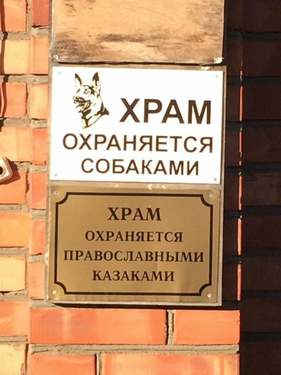 ХРАМ
ОХРАНЯЕТСЯ
СОБАКАМИ
ХРАМ
ОХРАНЯЕТСЯ
ПРАВОСЛАВНЫМИ
КАЗАКАМИ